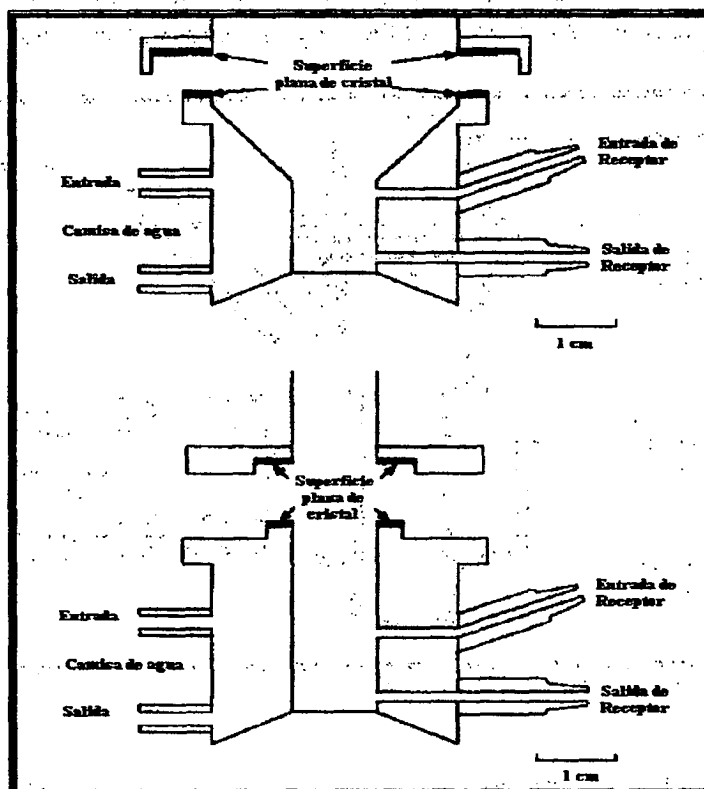 Superficie
plana de cristal
Entrada
Entrada de
Receptor
Camisa de agua
Salida de
Receptor
Salida
1 cm
Superficie
plana de
cristal
Entrada
Entrada de
Receptor
Camisa de agua
Salida
Salida de
Receptor
1 cm